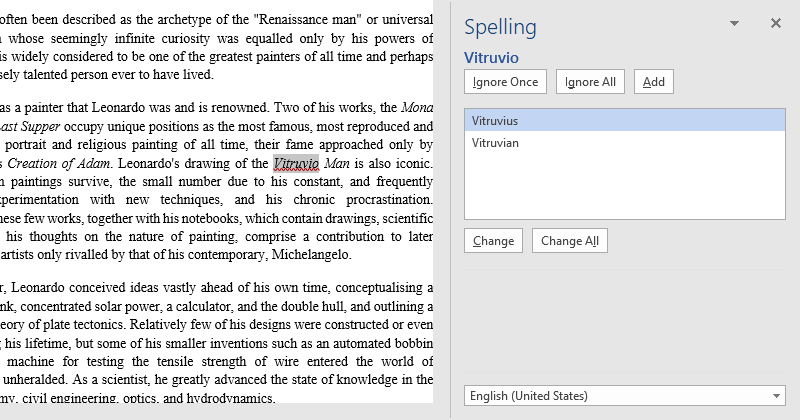 often been described as the archetype of the "Renaissance man" or universal
whose seemingly infinite curiosity was equalled only by his powers of
is widely considered to be one of the greatest painters of all time and perhaps
sely talented person ever to have lived.
as a painter that Leonardo was and is renowned. Two of his works, the Mona
Last Supper occupy unique positions as the most famous, most reproduced and
portrait and religious painting of all time, their fame approached only by
s Creation of Adam. Leonardo's drawing of the Vitruvio Man is also iconic.
n paintings survive, the small number due to his constant, and frequently
xperimentation with new techniques, and his chronic procrastination.
hese few works, together with his notebooks, which contain drawings, scientific
his thoughts on the nature of painting, comprise a contribution to later
artists only rivalled by that of his contemporary, Michelangelo.
r, Leonardo conceived ideas vastly ahead of his own time, conceptualising a
nk, concentrated solar power, a calculator, and the double hull, and outlining a
eory of plate tectonics. Relatively few of his designs were constructed or even
g his lifetime, but some of his smaller inventions such as an automated bobbin
machine for testing the tensile strength of wire entered the world of
unheralded. As a scientist, he greatly advanced the state of knowledge in the
my, civil engineering, optics, and hydrodynamics.
Spelling
Vitruvio
Ignore Once Ignore All Add
Vitruvius
Vitruvian
Change Change All
English (United States)